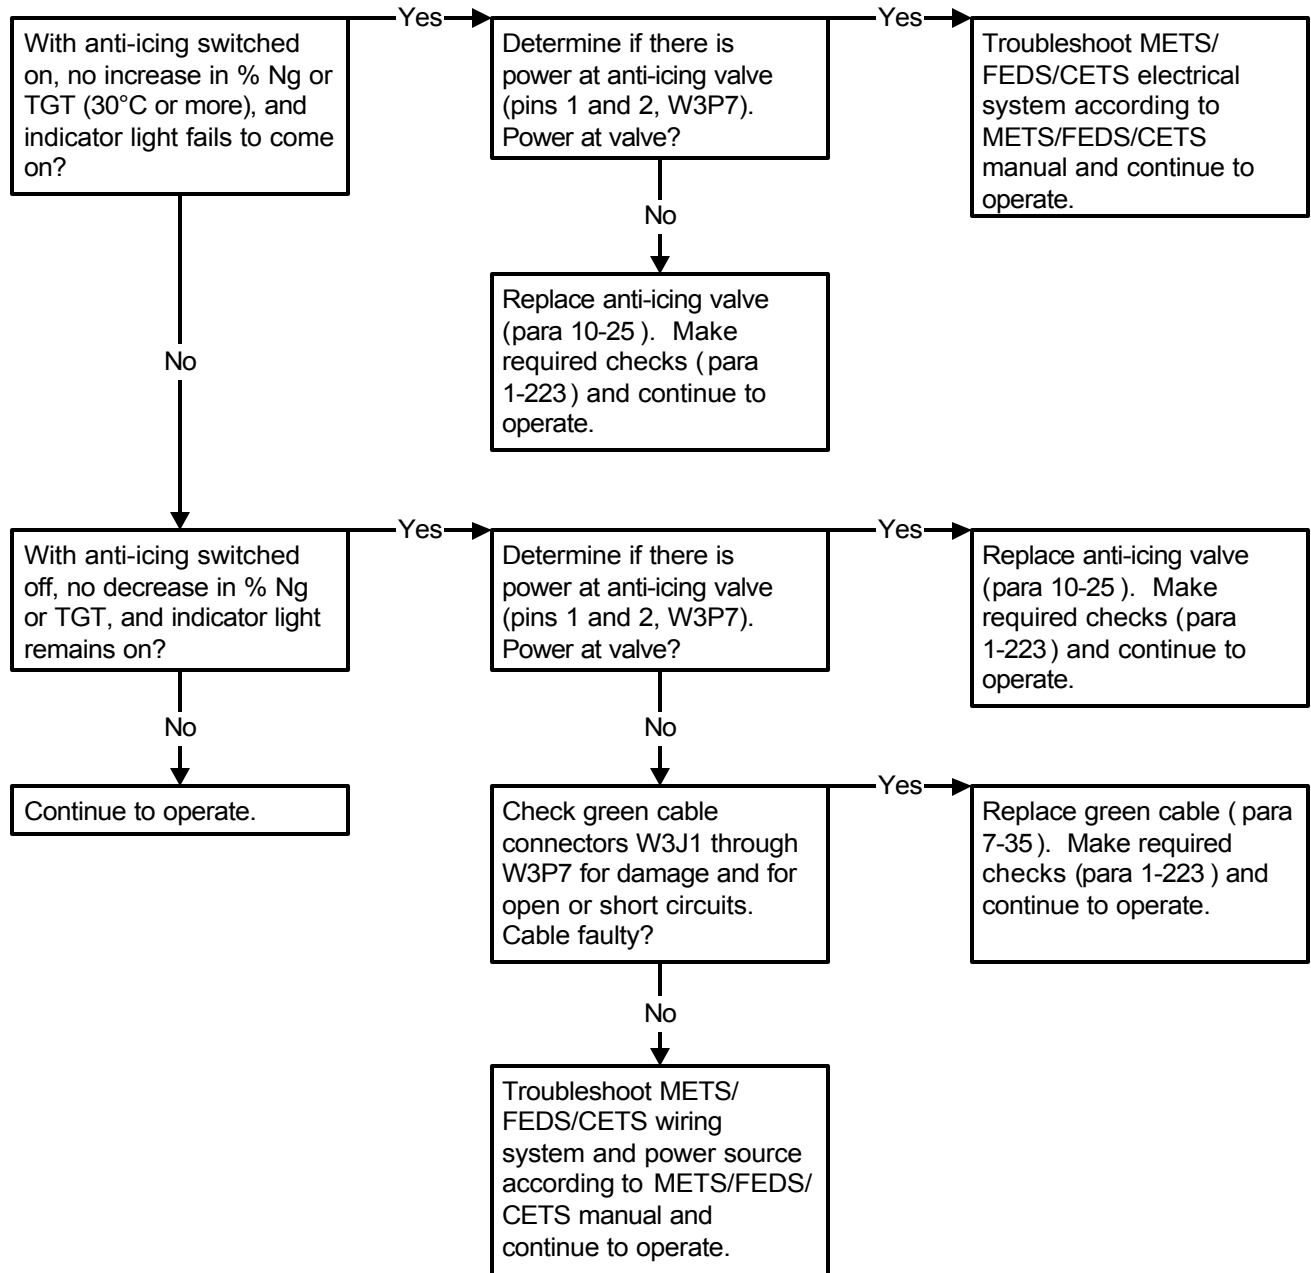 Yes
Yes
With anti-icing switched
on, no increase in % Ng or
TGT (30°C or more), and
indicator light fails to come
on?
Determine if there is
power at anti-icing valve
(pins 1 and 2, W3P7).
Power at valve?
Troubleshoot METS/
FEDS/CETS electrical
system according to
METS/FEDS/CETS
manual and continue to
operate.
No
No
Replace anti-icing valve
(para 10-25 ). Make
required checks ( para
1-223 ) and continue to
operate.
Yes
Yes
With anti-icing switched
off, no decrease in % Ng
or TGT, and indicator light
remains on?
Determine if there is
power at anti-icing valve
(pins 1 and 2, W3P7).
Power at valve?
Replace anti-icing valve
(para 10-25 ). Make
required checks (para
1-223 ) and continue to
operate.
No
No
Continue to operate.
Yes
Check green cable
connectors W3J1 through
W3P7 for damage and for
open or short circuits.
Cable faulty?
Replace green cable ( para
7-35 ). Make required
checks (para 1-223 ) and
continue to operate.
No
Troubleshoot METS/
FEDS/CETS wiring
system and power source
according to METS/FEDS/
CETS manual and
continue to operate.